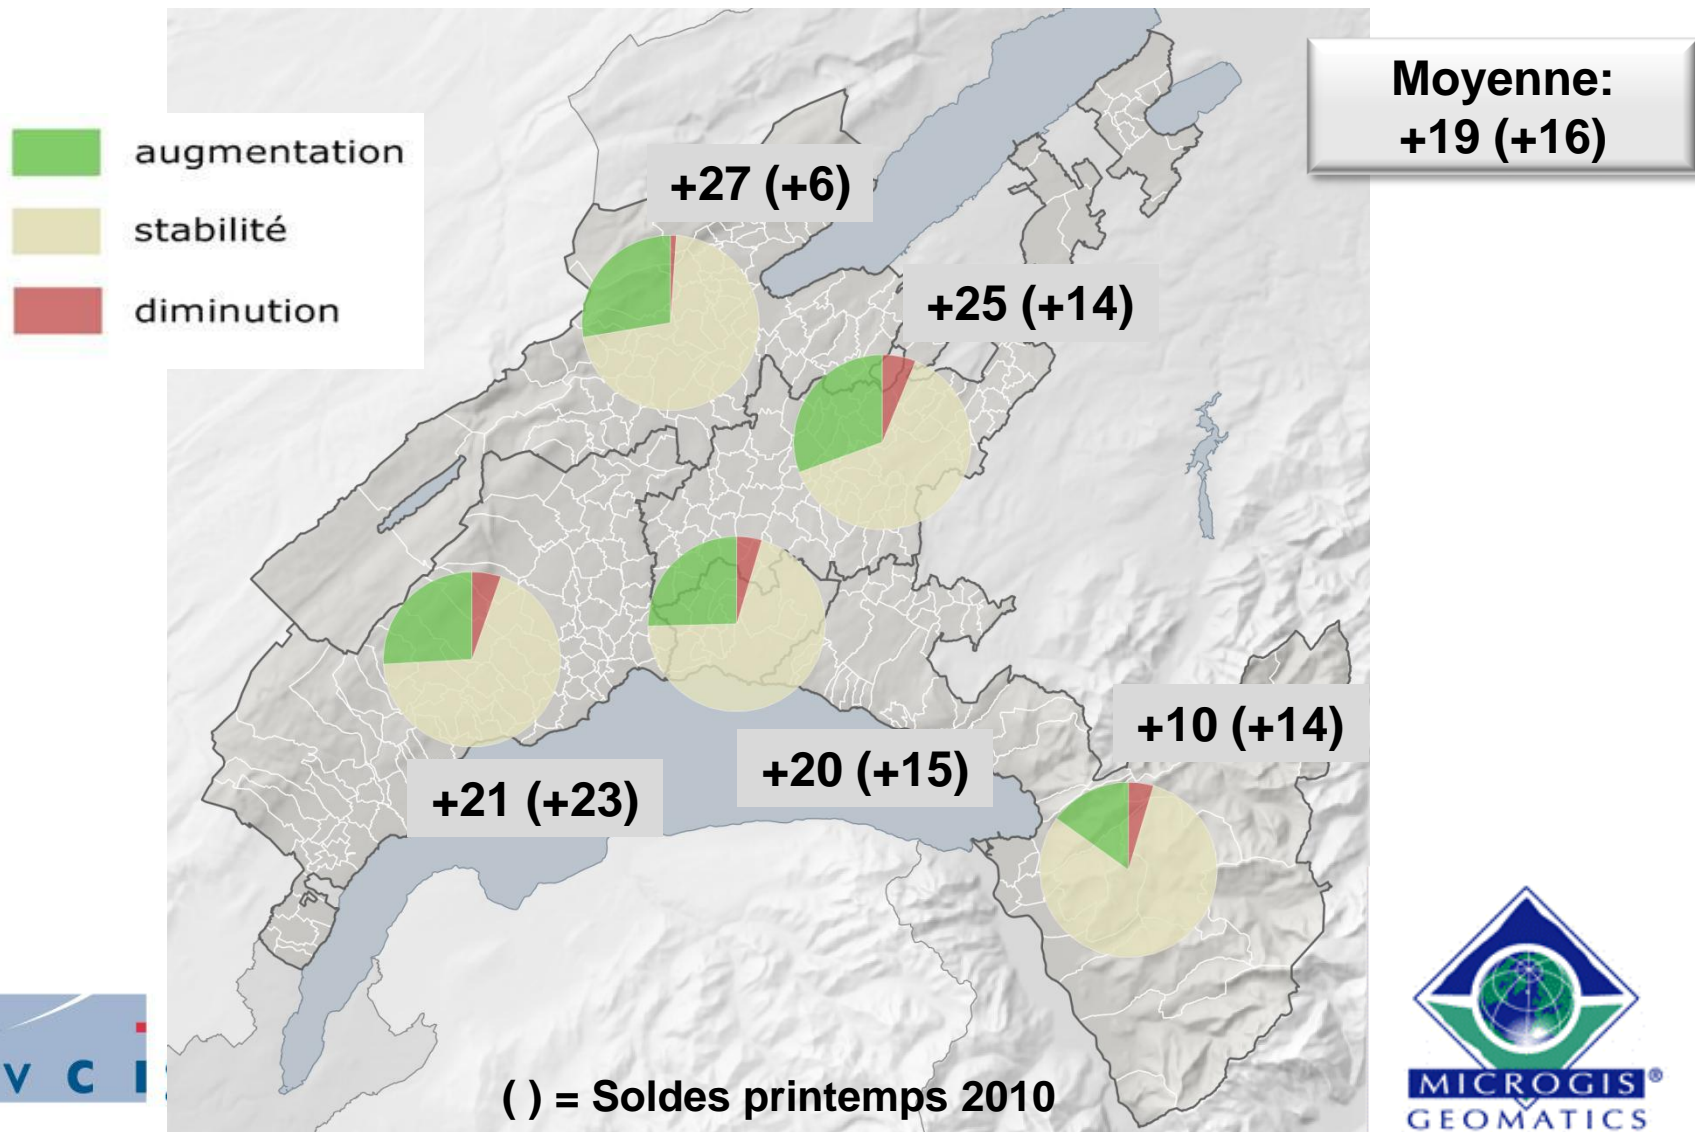 Moyenne:
+19 (+16)
augmentation
stabilité
diminution
+27 (+6)
+25 (+14)
+10 (+14)
+20 (+15)
+21 (+23)
( ) = Soldes printemps 2010
v c i
MICROGIS®
GEOMATICS